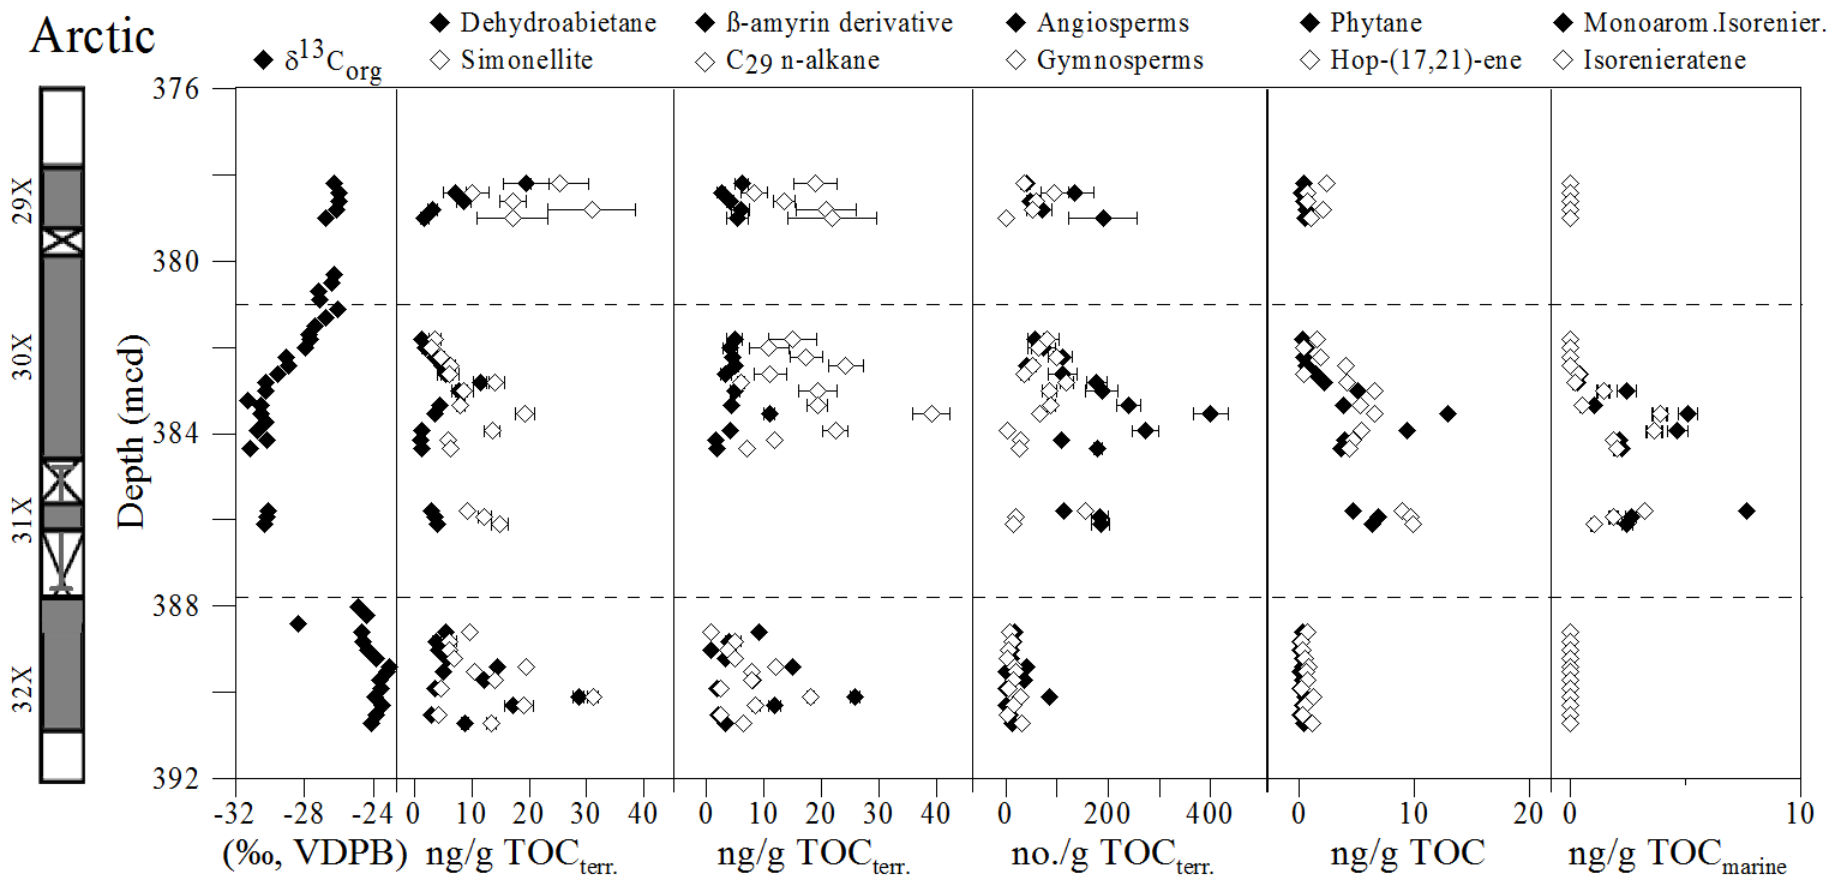 Arctic
◆ δ13Corg
◆ Dehydroabietane
◇ Simonellite
◆ ß-amyrin derivative
◇ C29 n-alkane
◆ Angiosperms
◇ Gymnosperms
◆ Phytane
◇ Hop-(17,21)-ene
◆ Monoarom.Isorenier.
◇ Isorenieratene
29X
30X
31X
32X
Depth (mcd)
376
380
384
388
392
-32 -28 -24
(‰, VDPB)
0 10 20 30 40
ng/g TOCterr.
0 10 20 30 40
ng/g TOCterr.
0 200 400
no./g TOCterr.
0 10 20
ng/g TOC
0 10
ng/g TOCmarine